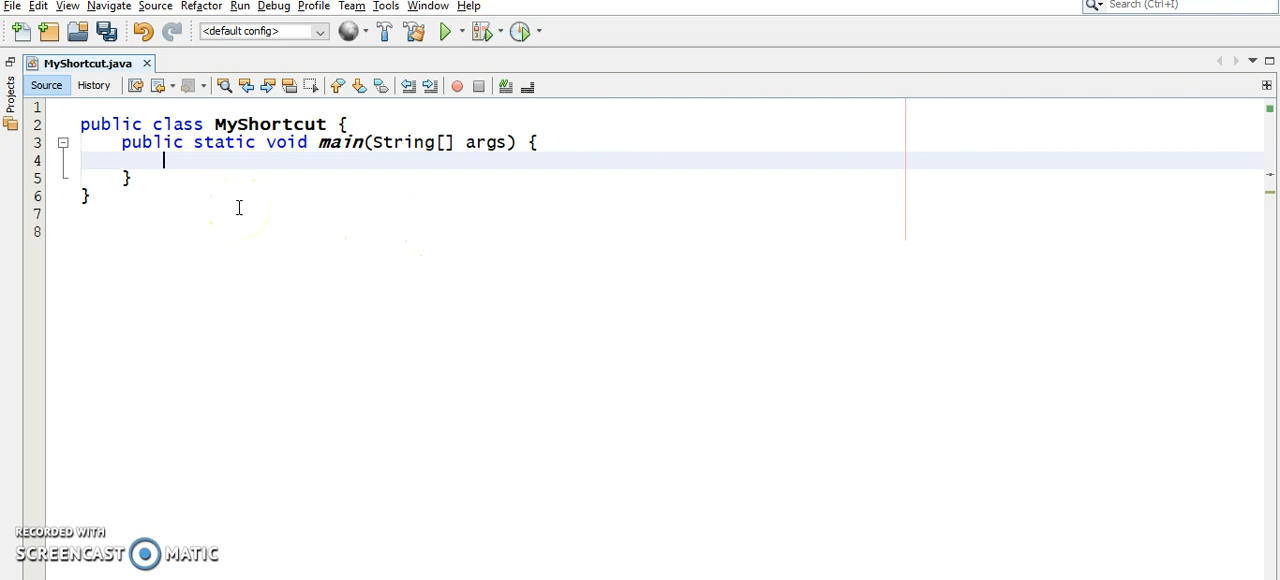 File Edit View Navigate Source Refactor Run Debug Profile Team Tools Window Help
Search (Ctrl+I)
<default config>
MyShortcut.java
Source History
Projects
1
2 public class MyShortcut {
3 public static void main(String[] args) {
4
5 }
6 }
7
8
RECORDED WITH
SCREENCAST MATIC